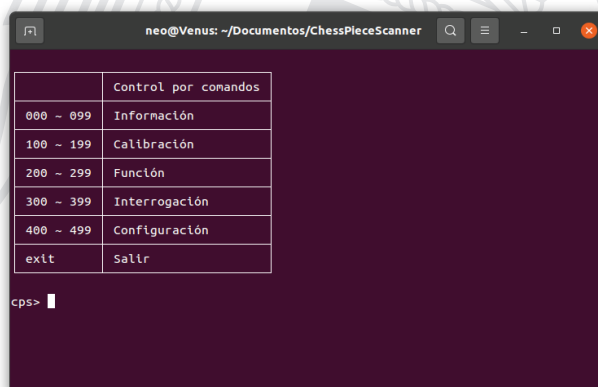 neo@Venus: ~/Documentos/ChessPieceScanner
Control por comandos
000 ~ 099 Información
100 ~ 199 Calibración
200 ~ 299 Función
300 ~ 399 Interrogación
400 ~ 499 Configuración
exit Salir
cps>